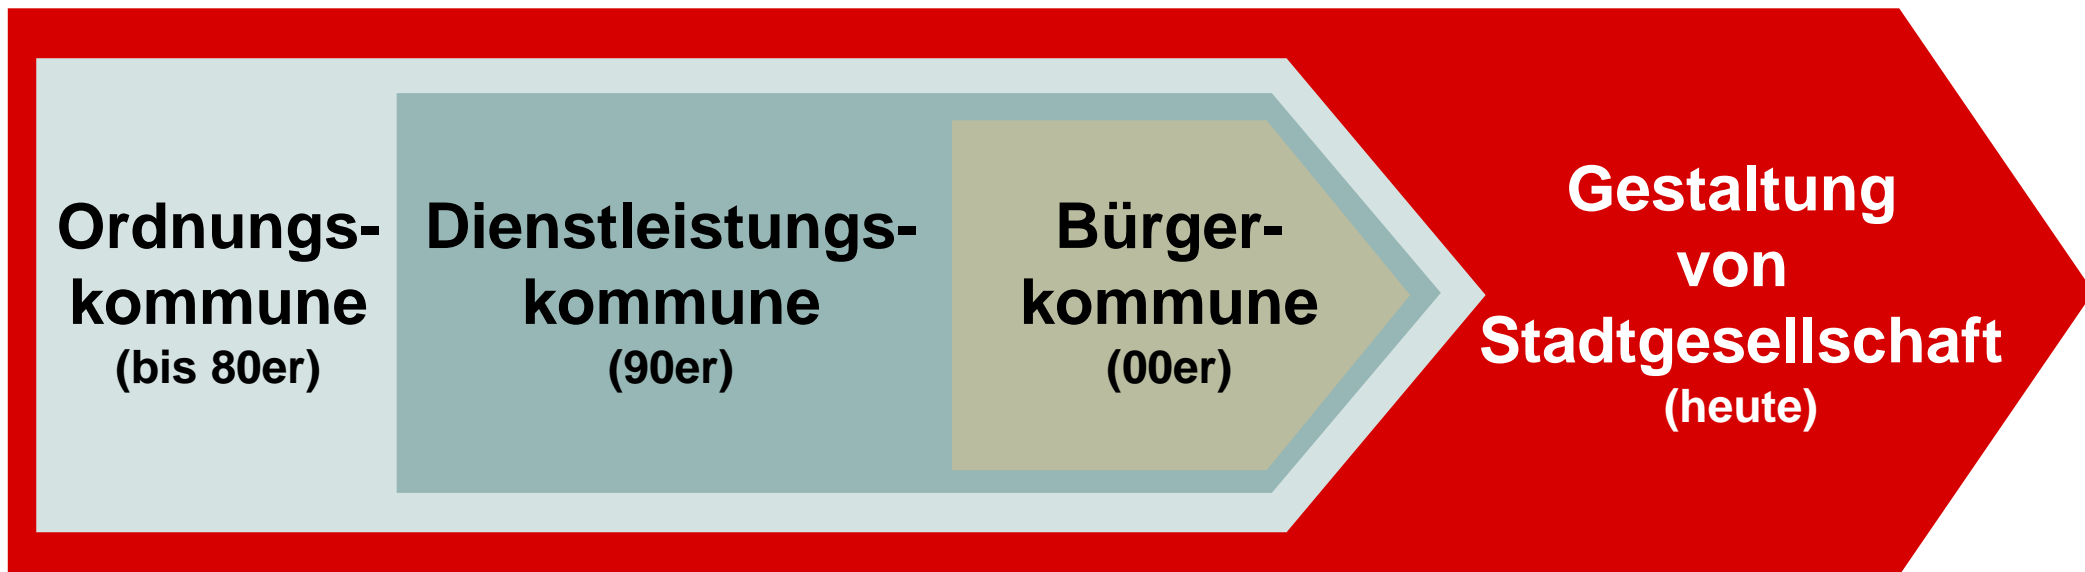 Ordnungs-
kommune
(bis 80er)
Dienstleistungs-
kommune
(90er)
Bürger-
kommune
(00er)
Gestaltung
von
Stadtgesellschaft
(heute)